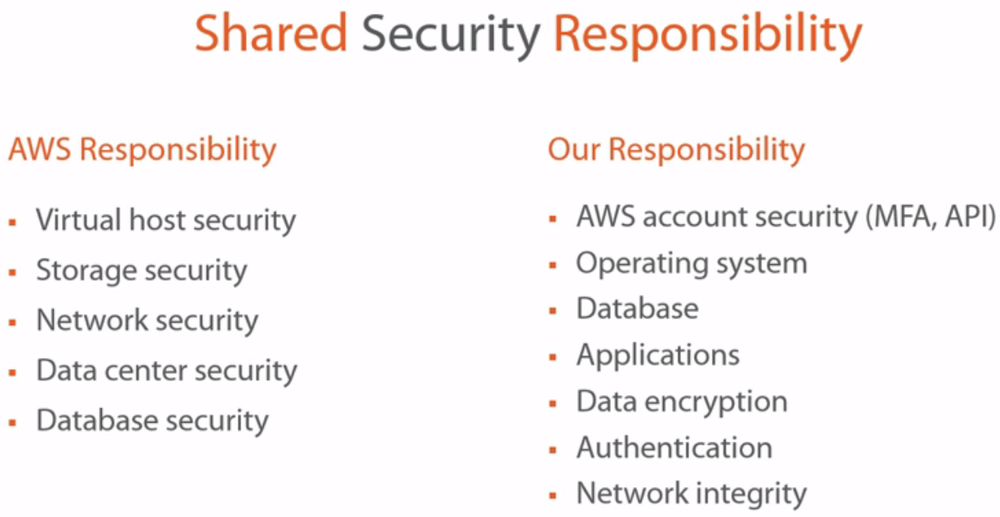 Shared Security Responsibility
AWS Responsibility
▪ Virtual host security
▪ Storage security
▪ Network security
▪ Data center security
▪ Database security
Our Responsibility
▪ AWS account security (MFA, API)
▪ Operating system
▪ Database
▪ Applications
▪ Data encryption
▪ Authentication
▪ Network integrity